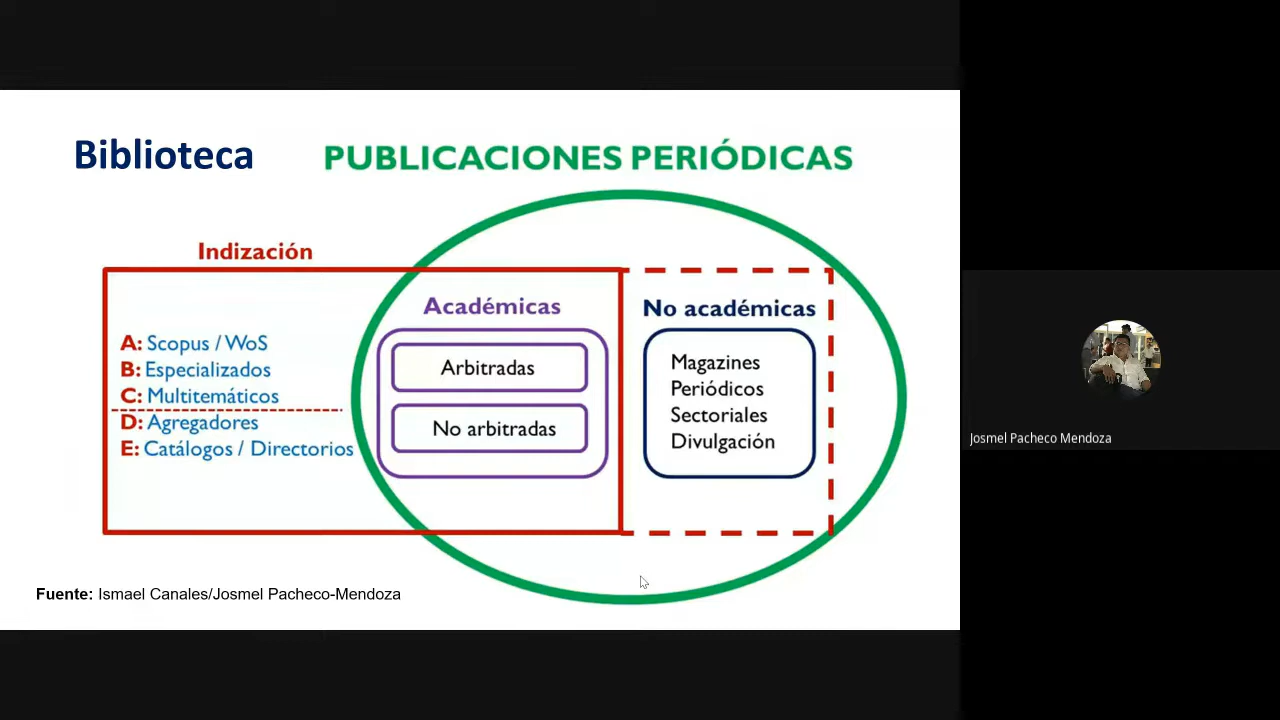 Biblioteca
PUBLICACIONES PERIÓDICAS
Indización
A: Scopus / WoS
B: Especializados
C: Multitemáticos
D: Agregadores
E: Catálogos / Directorios
Académicas
Arbitradas
No arbitradas
No académicas
Magazines
Periódicos
Sectoriales
Divulgación
Fuente: Ismael Canales/Josmel Pacheco-Mendoza
Josmel Pacheco Mendoza